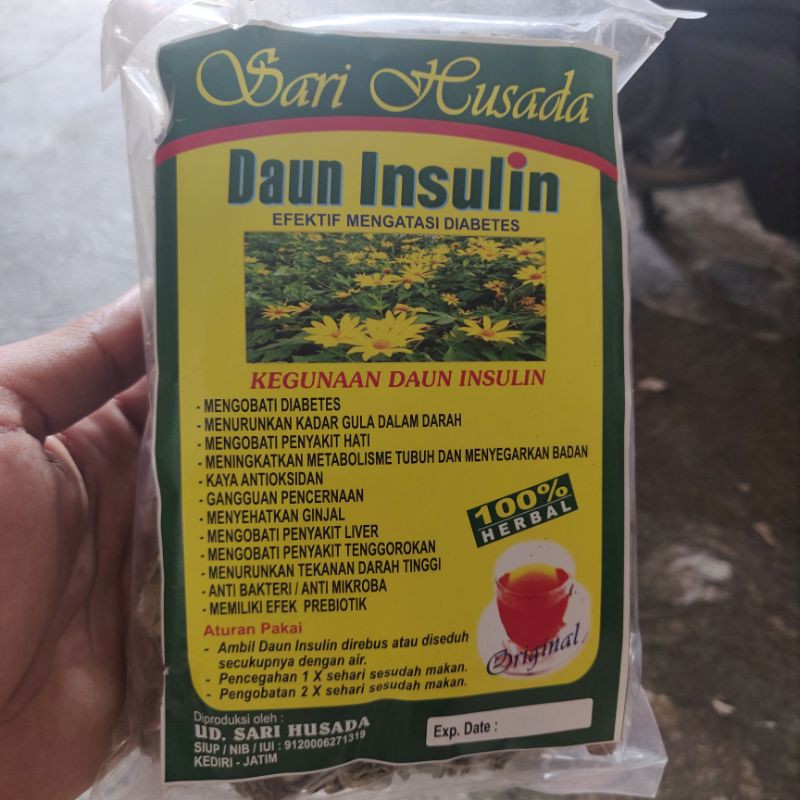 Sari Husada
Daun Insulin
EFEKTIF MENGATASI DIABETES
KEGUNAAN DAUN INSULIN
- MENGOBATI DIABETES
- MENURUNKAN KADAR GULA DALAM DARAH
- MENGOBATI PENYAKIT HATI
- MENINGKATKAN METABOLISME TUBUH DAN MENYEGARKAN BADAN
- KAYA ANTIOKSIDAN
- GANGGUAN PENCERNAAN
- MENYEHATKAN GINJAL
- MENGOBATI PENYAKIT LIVER
- MENGOBATI PENYAKIT TENGGOROKAN
- MENURUNKAN TEKANAN DARAH TINGGI
- ANTI BAKTERI / ANTI MIKROBA
- MEMILIKI EFEK PREBIOTIK
100%
HERBAL
Original
Aturan Pakai
- Ambil Daun Insulin direbus atau diseduh
secukupnya dengan air.
- Pencegahan 1 X sehari sesudah makan.
- Pengobatan 2 X sehari sesudah makan.
Diproduksi oleh :
UD. SARI HUSADA
SIUP / NIB / IUI : 9120006271319
KEDIRI - JATIM
Exp. Date :